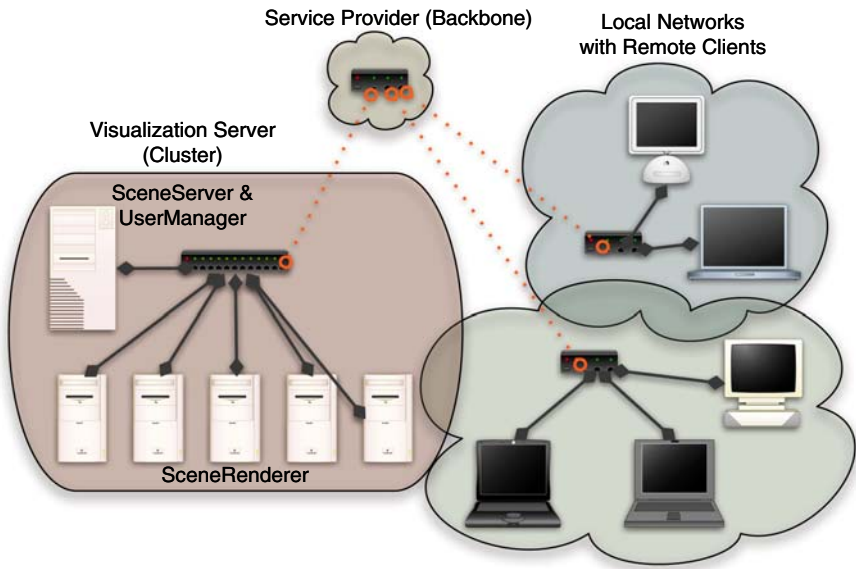 Service Provider (Backbone)
Local Networks
with Remote Clients
Visualization Server
(Cluster)
SceneServer &
UserManager
SceneRenderer